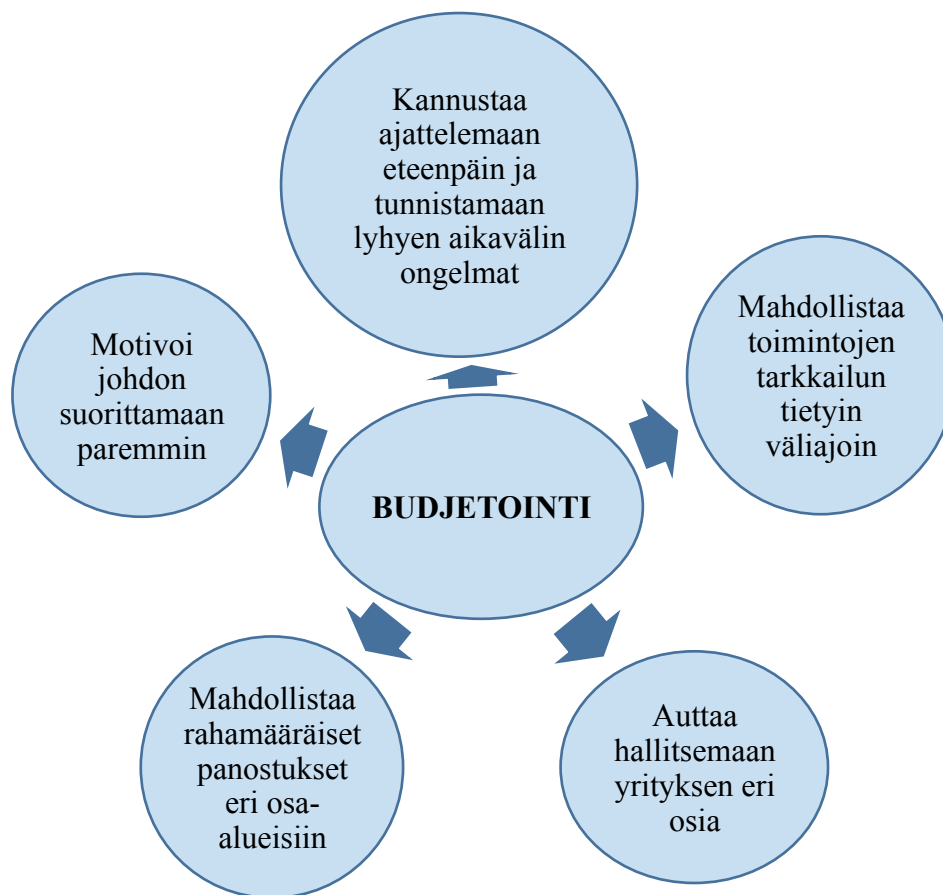 Kannustaa
ajattelemaan
eteenpäin ja
tunnistamaan
lyhyen aikavälin
ongelmat
Mahdollistaa
toimintojen
tarkkailun
tietyin
väliajoin
Motivoi
johdon
suorittamaan
paremmin
BUDJETOINTI
Mahdollistaa
rahamääräiset
panostukset
eri osa-
alueisiin
Auttaa
hallitsemaan
yrityksen eri
osia